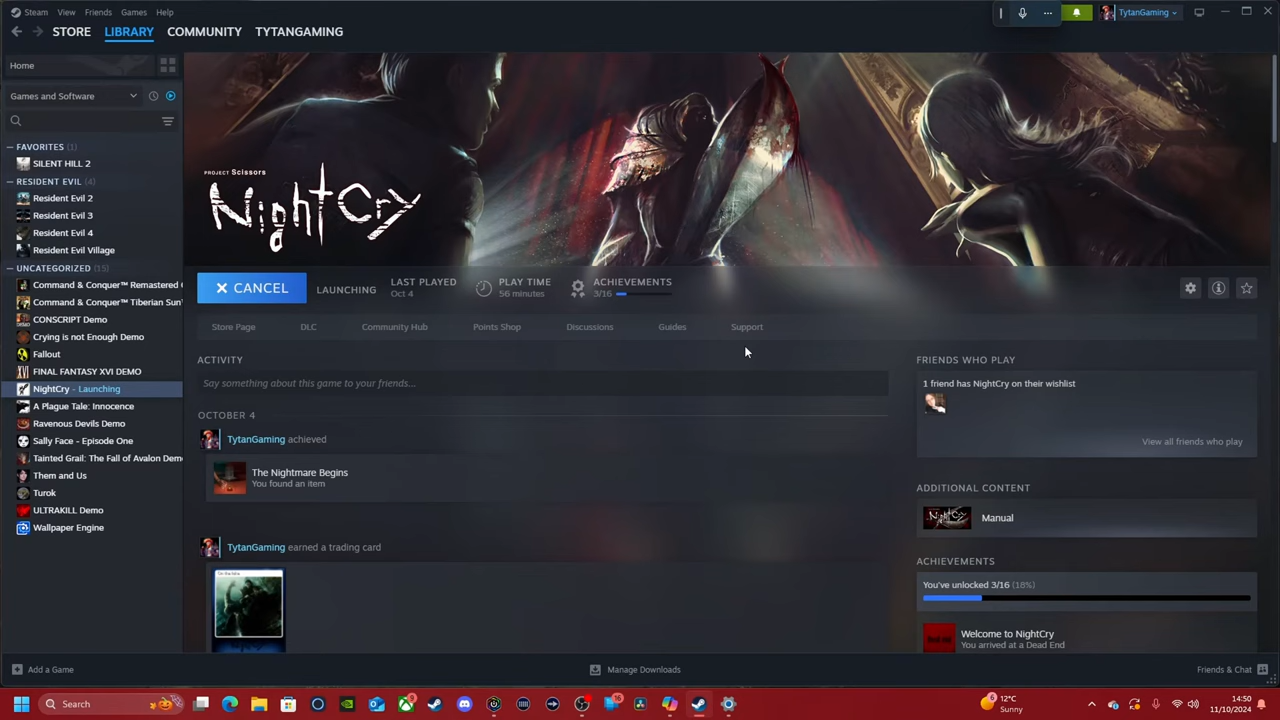 Steam View Friends Games Help
TytanGaming
STORE LIBRARY COMMUNITY TYTANGAMING
Home
Games and Software
FAVORITES (1)
SILENT HILL 2
RESIDENT EVIL (4)
Resident Evil 2
Resident Evil 3
Resident Evil 4
Resident Evil Village
UNCATEGORIZED (15)
Command & Conquer™ Remastered C
Command & Conquer™ Tiberian Sun™
CONSCRIPT Demo
Crying is not Enough Demo
Fallout
FINAL FANTASY XVI DEMO
NightCry - Launching
A Plague Tale: Innocence
Ravenous Devils Demo
Sally Face - Episode One
Tainted Grail: The Fall of Avalon Demo
Them and Us
Turok
ULTRAKILL Demo
Wallpaper Engine
PROJECT Scissors
NightCry
CANCEL
LAUNCHING
LAST PLAYED
Oct 4
PLAY TIME
56 minutes
ACHIEVEMENTS
3/16
Store Page DLC Community Hub Points Shop Discussions Guides Support
ACTIVITY
Say something about this game to your friends...
OCTOBER 4
TytanGaming achieved
The Nightmare Begins
You found an item
TytanGaming earned a trading card
FRIENDS WHO PLAY
1 friend has NightCry on their wishlist
View all friends who play
ADDITIONAL CONTENT
Manual
ACHIEVEMENTS
You've unlocked 3/16 (18%)
Welcome to NightCry
You arrived at a Dead End
Add a Game
Manage Downloads
Friends & Chat
Search
12°C
Sunny
14:50
11/10/2024